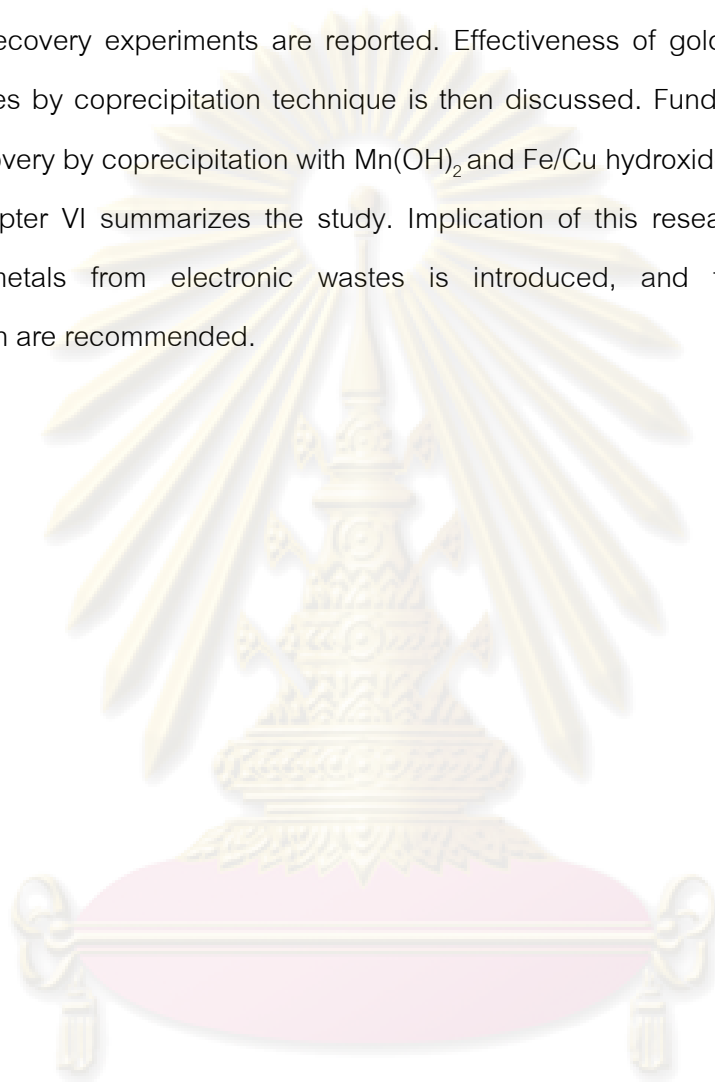 ecovery experiments are reported. Effectiveness of gold
es by coprecipitation technique is then discussed. Fund
overy by coprecipitation with Mn(OH)₂ and Fe/Cu hydroxid
pter VI summarizes the study. Implication of this resea
metals from electronic wastes is introduced, and
n are recommended.